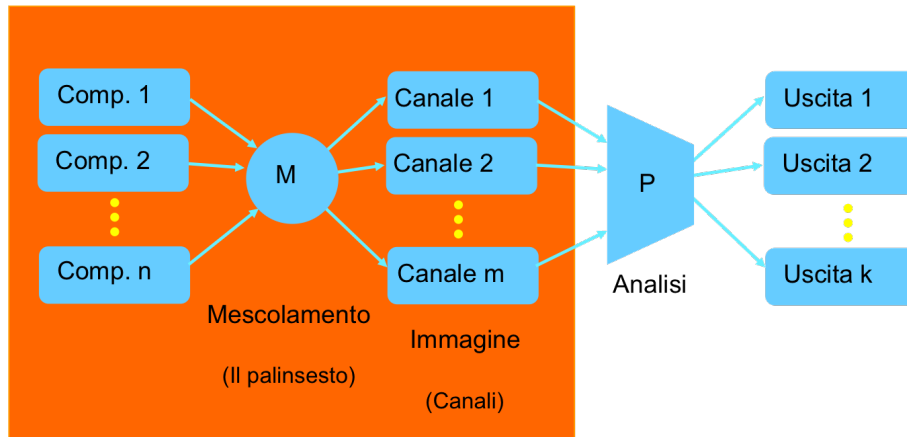 Comp. 1
Comp. 2
Comp. n
M
Mescolamento
(Il palinsesto)
Canale 1
Canale 2
Canale m
Immagine
(Canali)
P
Analisi
Uscita 1
Uscita 2
Uscita k